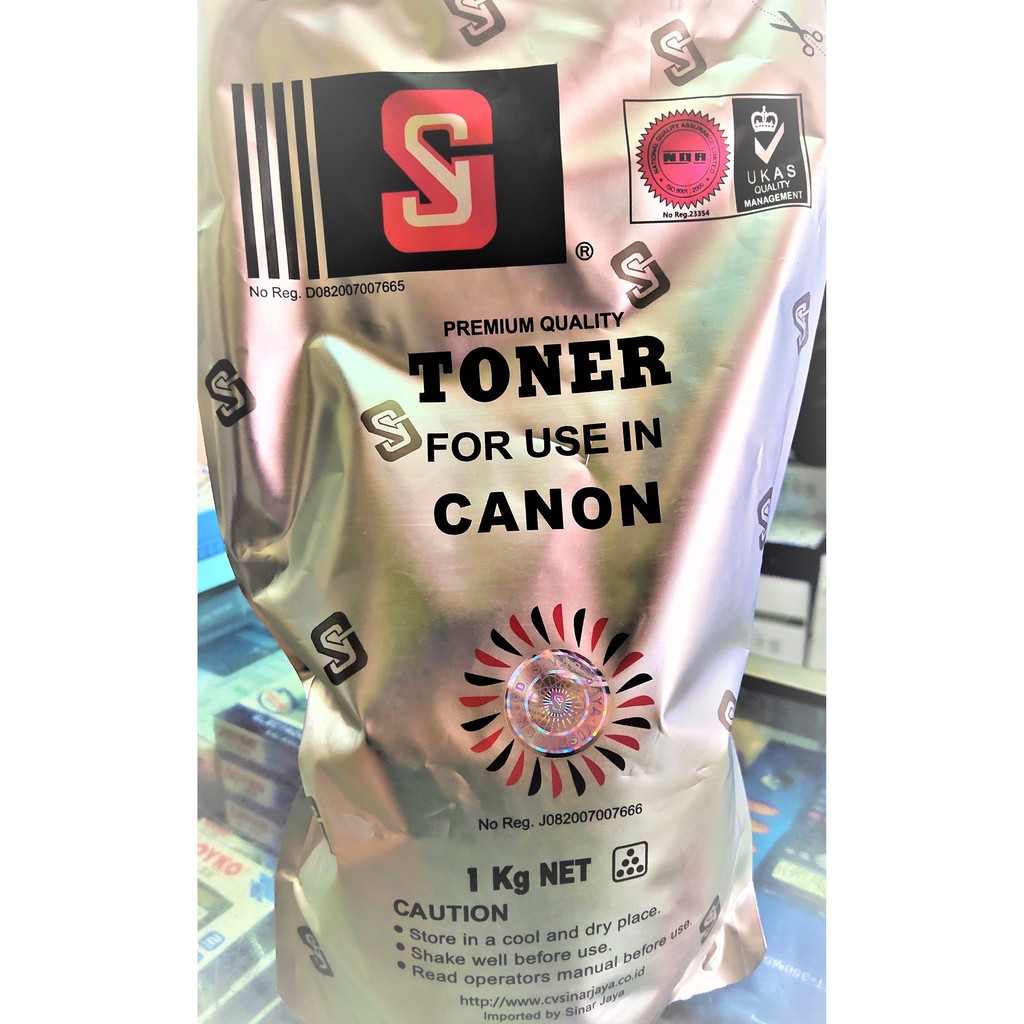 NATIONAL QUALITY ASSURANCE LIMITED
NQA
ISO 9001 : 2000
No Reg.23354
UKAS
QUALITY
MANAGEMENT
®
No Reg. D082007007665
PREMIUM QUALITY
TONER
FOR USE IN
CANON
No Reg. J082007007666
1 Kg NET
CAUTION
• Store in a cool and dry place.
• Shake well before use.
• Read operators manual before use.
http://www.cvsinarjaya.co.id
Imported by Sinar Jaya